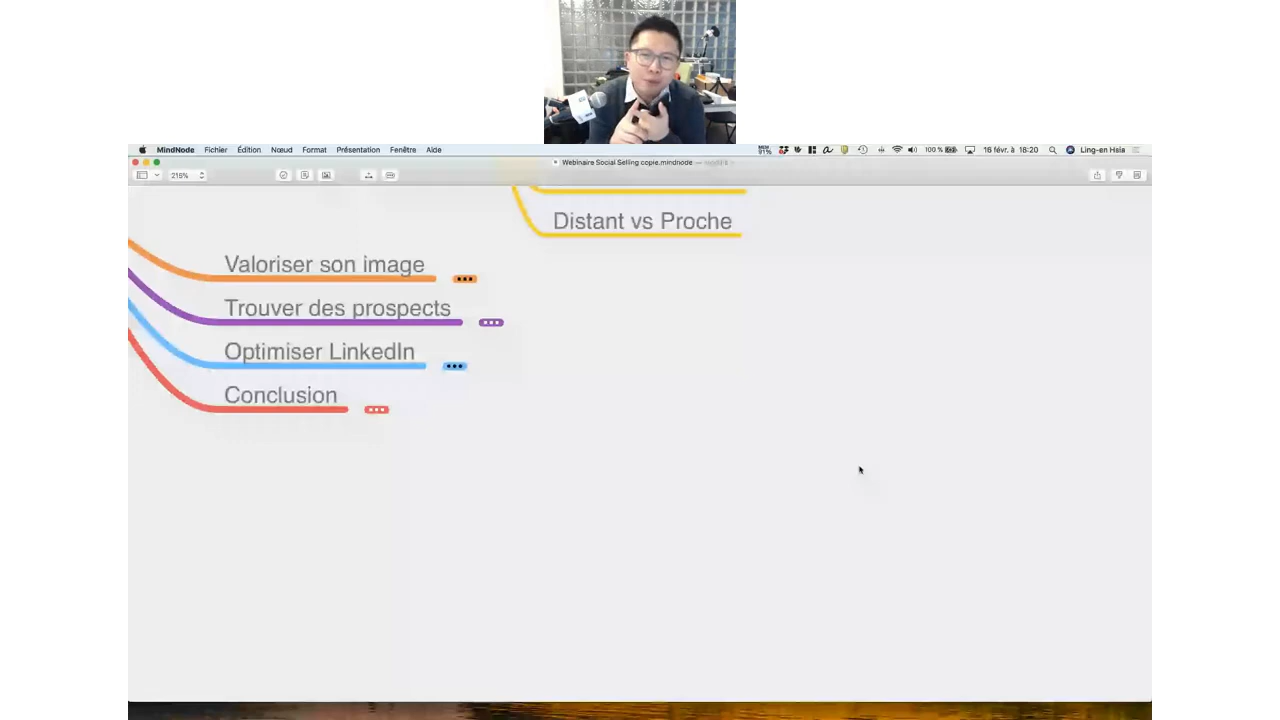 MindNode Fichier Édition Nœud Format Présentation Fenêtre Aide
100 % 16 févr. à 18:20 Ling-en Hsia
Webinaire Social Selling copie.mindnode
216%
Distant vs Proche
Valoriser son image
Trouver des prospects
Optimiser LinkedIn
Conclusion